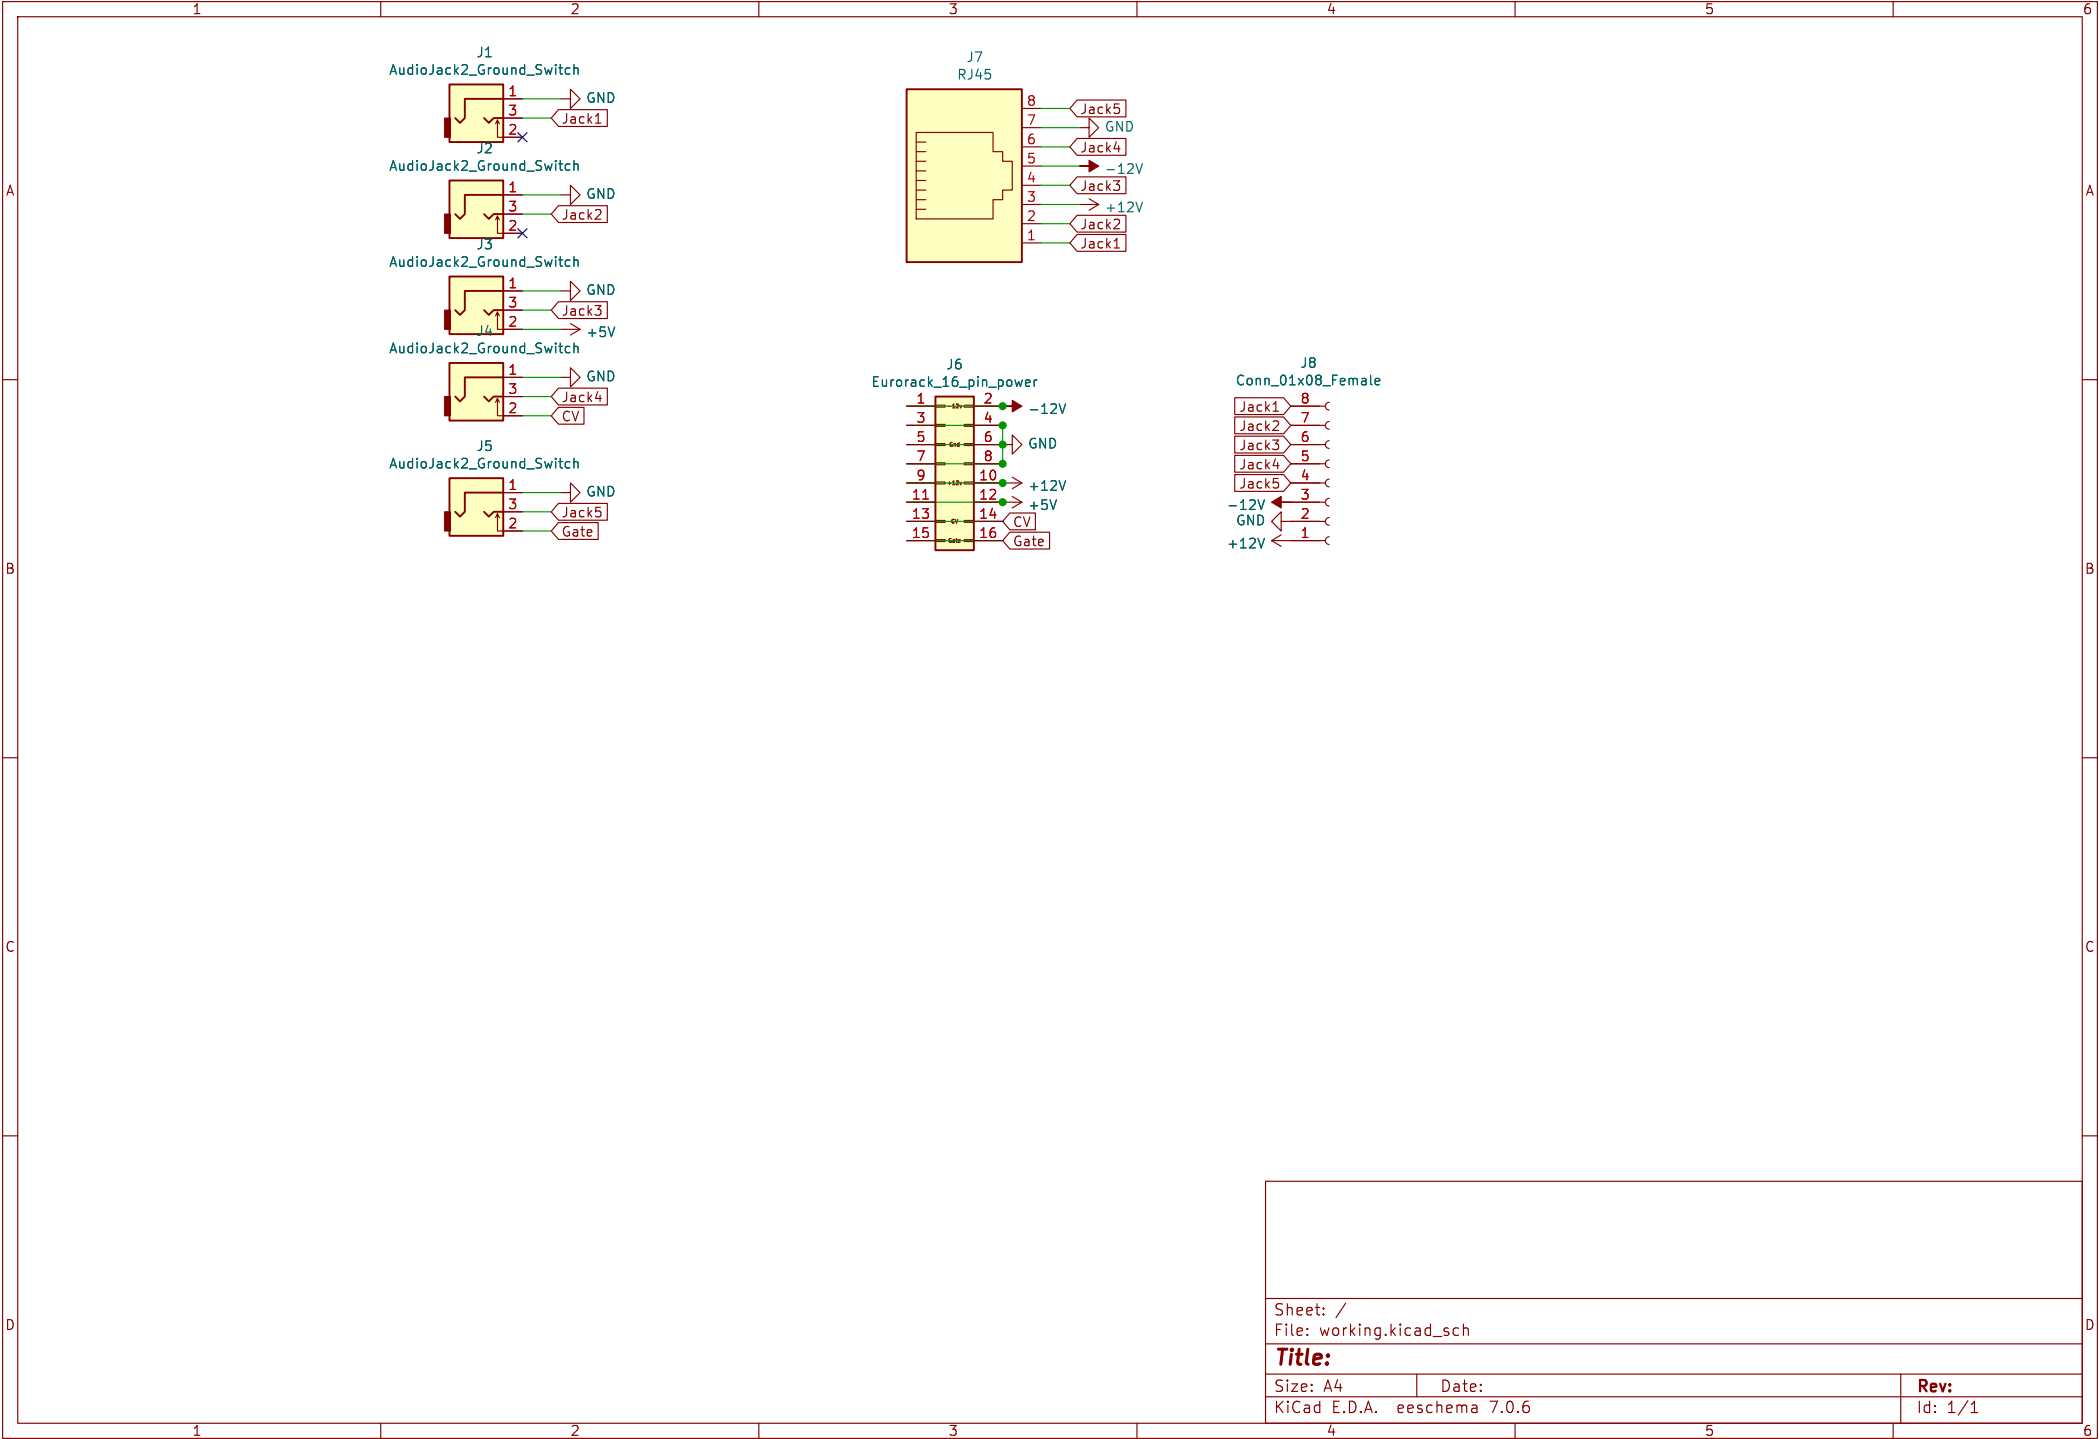 1 2 3 4 5 6
A
B
C
D
J1
AudioJack2_Ground_Switch
1 GND
3 Jack1
2
J2
AudioJack2_Ground_Switch
1 GND
3 Jack2
2
J3
AudioJack2_Ground_Switch
1 GND
3 Jack3
2 +5V
J4
AudioJack2_Ground_Switch
1 GND
3 Jack4
2 CV
J5
AudioJack2_Ground_Switch
1 GND
3 Jack5
2 Gate
J7
RJ45
8 Jack5
7 GND
6 Jack4
5 -12V
4 Jack3
3 +12V
2 Jack2
1 Jack1
J6
Eurorack_16_pin_power
1 -12v 2 -12V
3 4
5 Gnd 6 GND
7 8
9 +12v 10 +12V
11 12 +5V
13 CV 14 CV
15 Gate 16 Gate
J8
Conn_01x08_Female
Jack1 8
Jack2 7
Jack3 6
Jack4 5
Jack5 4
-12V 3
GND 2
+12V 1
A
B
C
D
Sheet: /
File: working.kicad_sch
Title:
Size: A4 Date: Rev:
KiCad E.D.A. eeschema 7.0.6 Id: 1/1
1 2 3 4 5 6